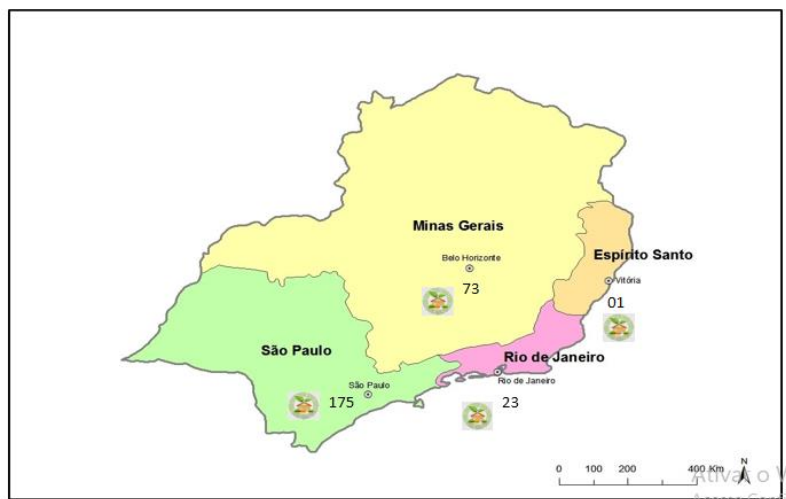 Minas Gerais
Espírito Santo
Belo Horizonte
Vitória
73
01
São Paulo
Rio de Janeiro
Rio de Janeiro
São Paulo
175
23
N
400 Km
0 100 200
Ativar o W